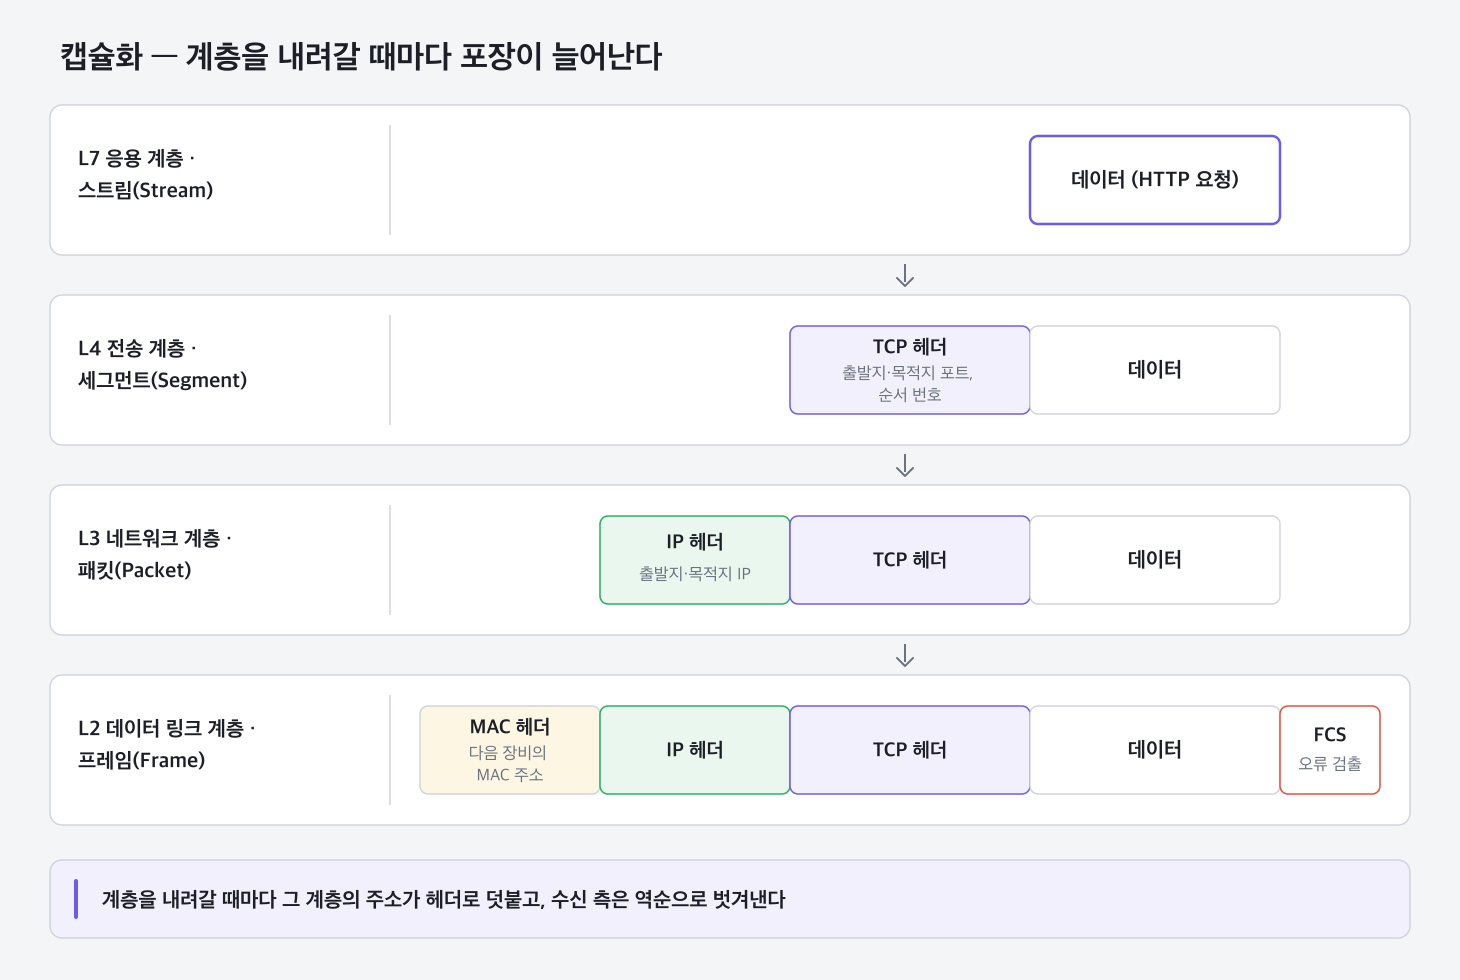 캡슐화 — 계층을 내려갈 때마다 포장이 늘어난다
L7 응용 계층 ·
스트림(Stream)
데이터 (HTTP 요청)
L4 전송 계층 ·
세그먼트(Segment)
TCP 헤더
출발지·목적지 포트,
순서 번호
데이터
L3 네트워크 계층 ·
패킷(Packet)
IP 헤더
출발지·목적지 IP
TCP 헤더
데이터
L2 데이터 링크 계층 ·
프레임(Frame)
MAC 헤더
다음 장비의
MAC 주소
IP 헤더
TCP 헤더
데이터
FCS
오류 검출
계층을 내려갈 때마다 그 계층의 주소가 헤더로 덧붙고, 수신 측은 역순으로 벗겨낸다